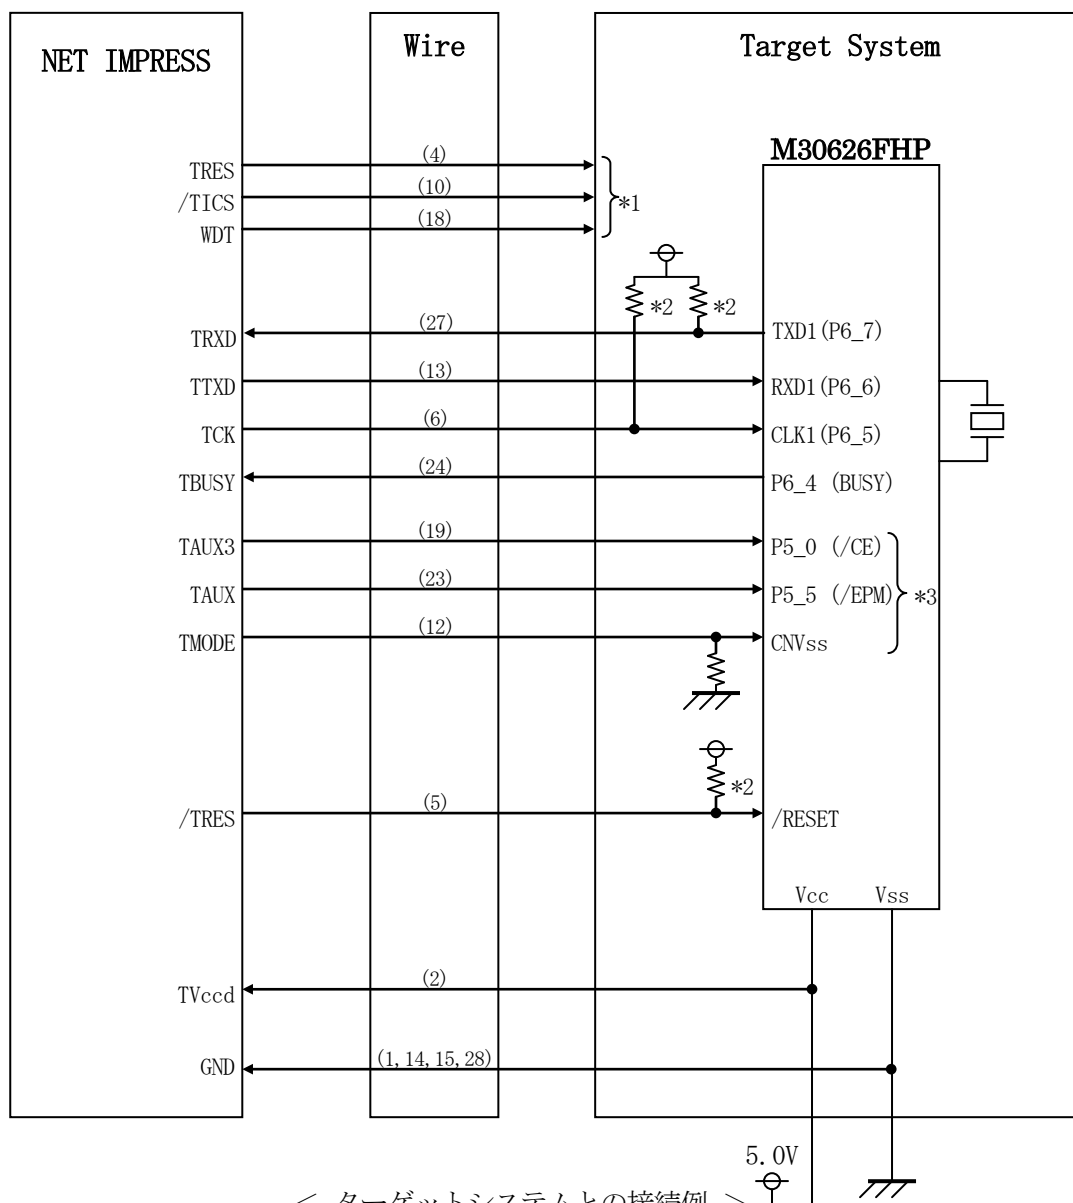 NET IMPRESS
Wire
Target System
M30626FHP
TRES
(4)
/TICS
(10)
*1
WDT
(18)
*2
*2
TRXD
(27)
TXD1(P6_7)
TTXD
(13)
RXD1(P6_6)
TCK
(6)
CLK1(P6_5)
TBUSY
(24)
P6_4 (BUSY)
TAUX3
(19)
P5_0 (/CE)
TAUX
(23)
P5_5 (/EPM)
*3
TMODE
(12)
CNVss
*2
/TRES
(5)
/RESET
Vcc
Vss
TVccd
(2)
GND
(1,14,15,28)
5.0V
< ターゲットシステムとの接続例 >